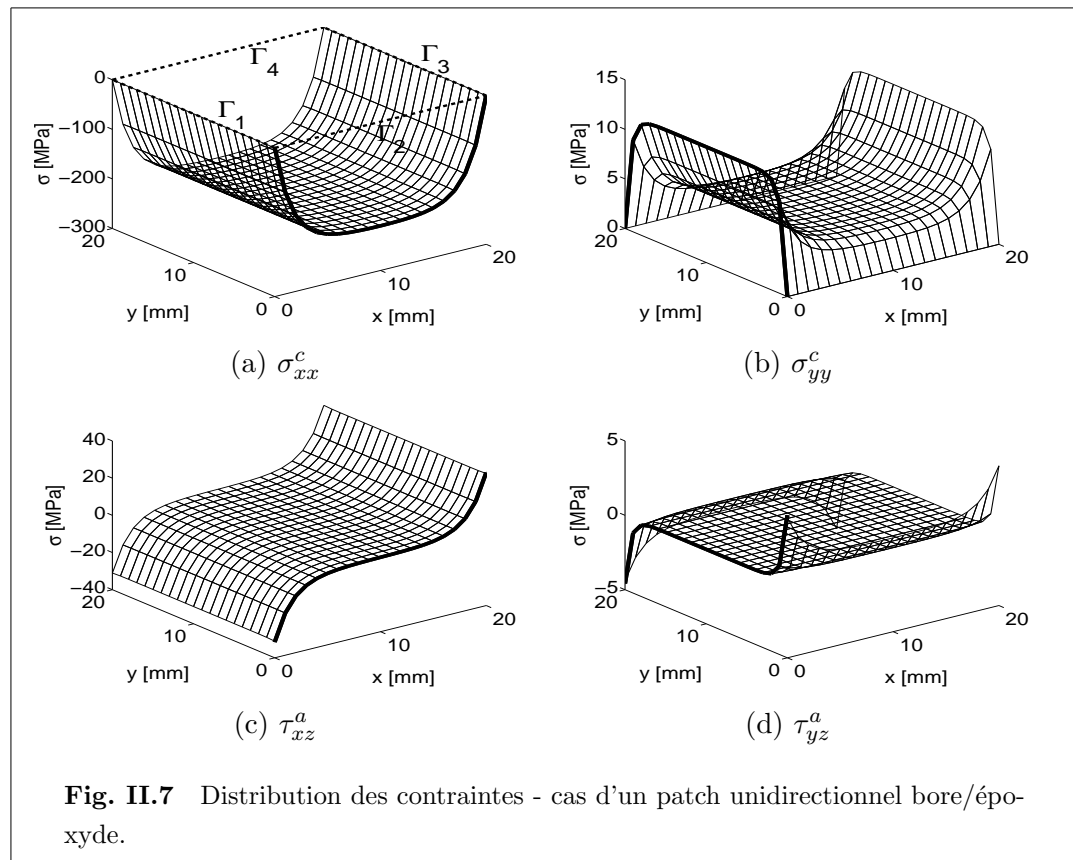 Γ4
Γ3
Γ1
Γ2
0
−100
−200
−300
σ [MPa]
20
10
0
y [mm]
0
10
20
x [mm]
(a) σ^c_xx
15
10
5
0
σ [MPa]
20
10
0
y [mm]
0
10
20
x [mm]
(b) σ^c_yy
40
20
0
−20
−40
σ [MPa]
20
10
0
y [mm]
0
10
20
x [mm]
(c) τ^a_xz
5
0
−5
σ [MPa]
20
10
0
y [mm]
0
10
20
x [mm]
(d) τ^a_yz
Fig. II.7 Distribution des contraintes - cas d'un patch unidirectionnel bore/épo-
xyde.